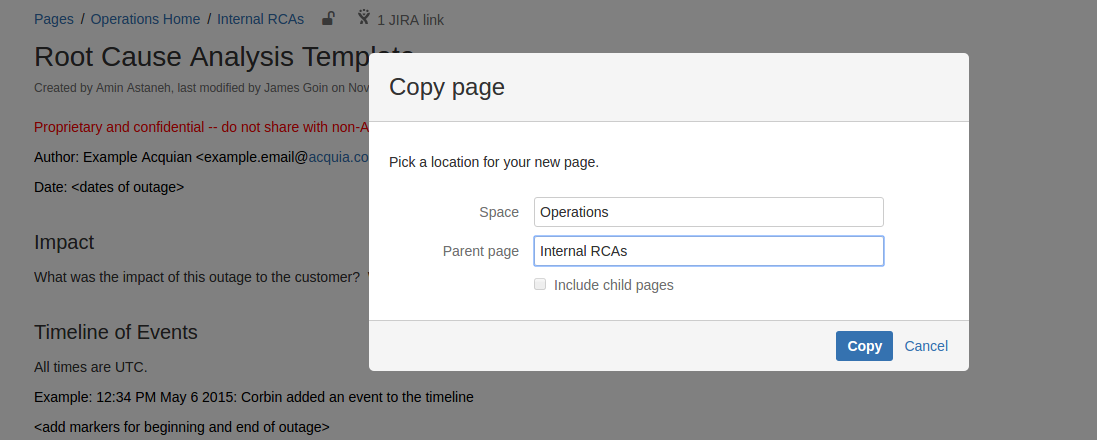 Pages / Operations Home / Internal RCAs 1 JIRA link
Root Cause Analysis Template
Created by Amin Astaneh, last modified by James Goin on Nov
Proprietary and confidential -- do not share with non-A
Author: Example Acquian <example.email@acquia.co
Date: <dates of outage>
Impact
What was the impact of this outage to the customer?
Timeline of Events
All times are UTC.
Example: 12:34 PM May 6 2015: Corbin added an event to the timeline
<add markers for beginning and end of outage>
Copy page
Pick a location for your new page.
Space Operations
Parent page Internal RCAs
Include child pages
Copy Cancel